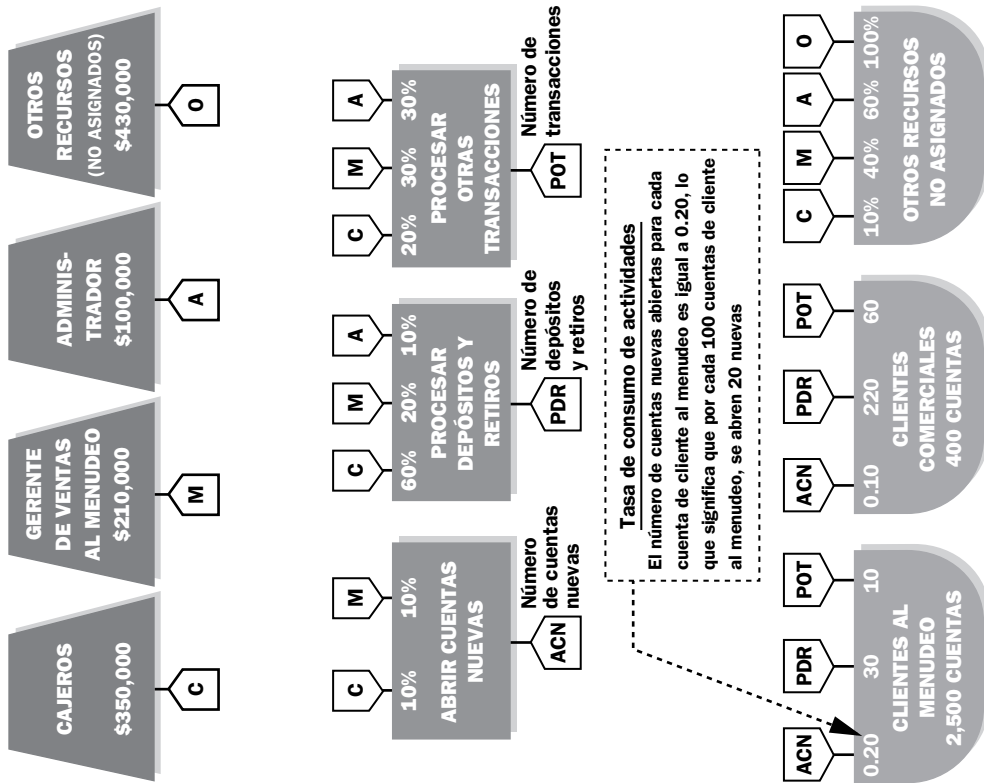 CAJEROS
$350,000
C
GERENTE
DE VENTAS
AL MENUDEO
$210,000
M
ADMINIS-
TRADOR
$100,000
A
OTROS
RECURSOS
(NO ASIGNADOS)
$430,000
O
C
M
10%
10%
ABRIR CUENTAS
NUEVAS
ACN
Número
de cuentas
nuevas
C
M
A
60%
20%
10%
PROCESAR
DEPÓSITOS Y
RETIROS
PDR
Número de
depósitos
y retiros
C
M
A
20%
30%
30%
PROCESAR
OTRAS
TRANSACCIONES
POT
Número de
transacciones
Tasa de consumo de actividades
El número de cuentas nuevas abiertas para cada
cuenta de cliente al menudeo es igual a 0.20, lo
que significa que por cada 100 cuentas de cliente
al menudeo, se abren 20 nuevas
ACN
PDR
POT
0.20
30
10
CLIENTES AL
MENUDEO
2,500 CUENTAS
ACN
PDR
POT
0.10
220
60
CLIENTES
COMERCIALES
400 CUENTAS
C
M
A
O
10%
40%
60%
100%
OTROS RECURSOS
NO ASIGNADOS